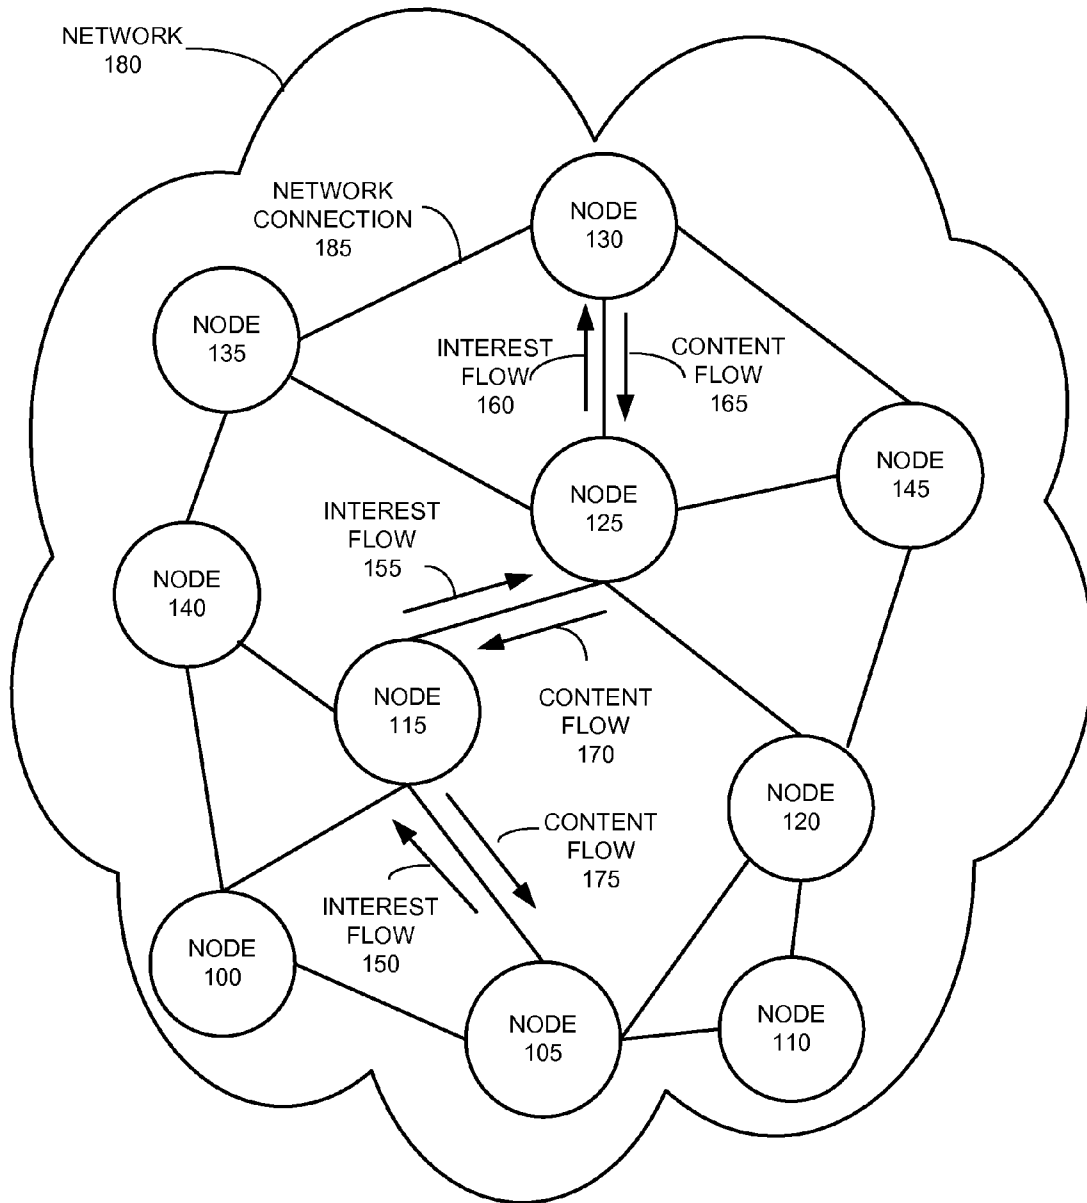 NETWORK
180
NETWORK
CONNECTION
185
NODE
130
NODE
135
INTEREST
FLOW
160
CONTENT
FLOW
165
NODE
145
NODE
125
INTEREST
FLOW
155
NODE
140
NODE
115
CONTENT
FLOW
170
NODE
120
CONTENT
FLOW
175
INTEREST
FLOW
150
NODE
100
NODE
105
NODE
110